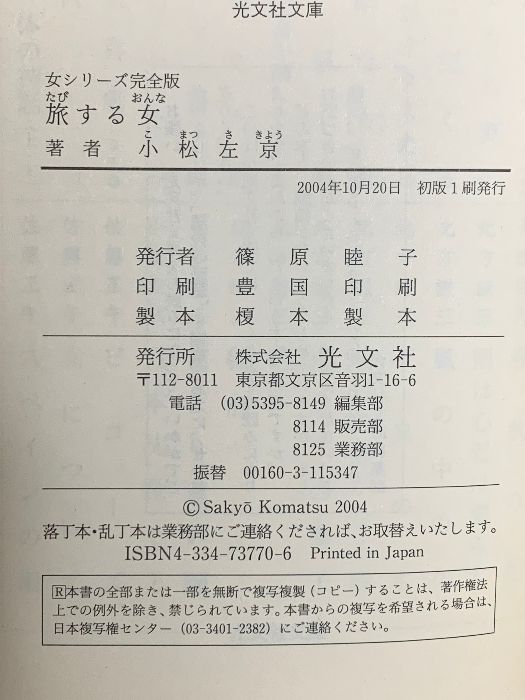 光文社文庫
女シリーズ完全版
たび おんな
旅する女
こ まつ さ きよう
著者 小松左京
2004年10月20日 初版1刷発行
発行者 篠原睦子
印刷 豊国印刷
製本 榎本製本
発行所 株式会社 光文社
〒112-8011 東京都文京区音羽1-16-6
電話 (03)5395-8149 編集部
8114 販売部
8125 業務部
振替 00160-3-115347
©Sakyō Komatsu 2004
落丁本・乱丁本は業務部にご連絡くだされば、お取替えいたします。
ISBN4-334-73770-6 Printed in Japan
Ⓡ本書の全部または一部を無断で複写複製(コピー)することは、著作権法
上での例外を除き、禁じられています。本書からの複写を希望される場合は、
日本複写権センター(03-3401-2382)にご連絡ください。